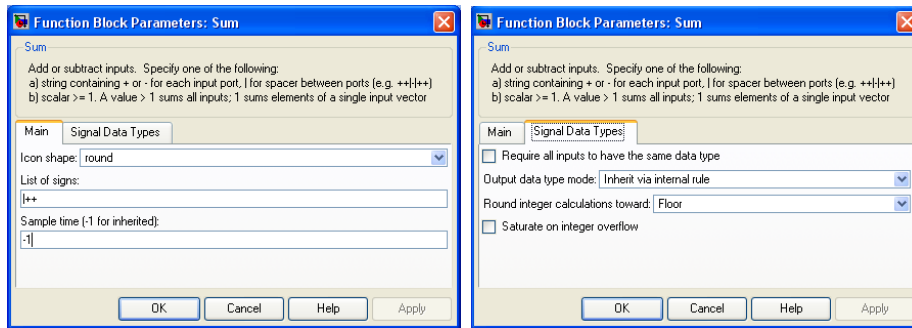 Function Block Parameters: Sum
Sum
Add or subtract inputs. Specify one of the following:
a) string containing + or - for each input port, | for spacer between ports (e.g. ++|-|++)
b) scalar >= 1. A value > 1 sums all inputs; 1 sums elements of a single input vector
Main
Signal Data Types
Icon shape: round
List of signs:
|++
Sample time (-1 for inherited):
-1
OK
Cancel
Help
Apply
Function Block Parameters: Sum
Sum
Add or subtract inputs. Specify one of the following:
a) string containing + or - for each input port, | for spacer between ports (e.g. ++|-|++)
b) scalar >= 1. A value > 1 sums all inputs; 1 sums elements of a single input vector
Main
Signal Data Types
Require all inputs to have the same data type
Output data type mode: Inherit via internal rule
Round integer calculations toward: Floor
Saturate on integer overflow
OK
Cancel
Help
Apply